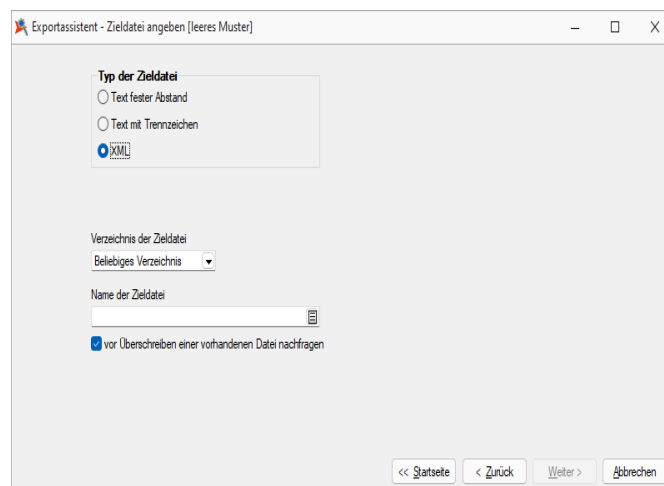 Exportassistent - Zieldatei angeben [leeres Muster]
Typ der Zieldatei
Text fester Abstand
Text mit Trennzeichen
XML
Verzeichnis der Zieldatei
Beliebiges Verzeichnis
Name der Zieldatei
vor Überschreiben einer vorhandenen Datei nachfragen
<< Startseite < Zurück Weiter > Abbrechen